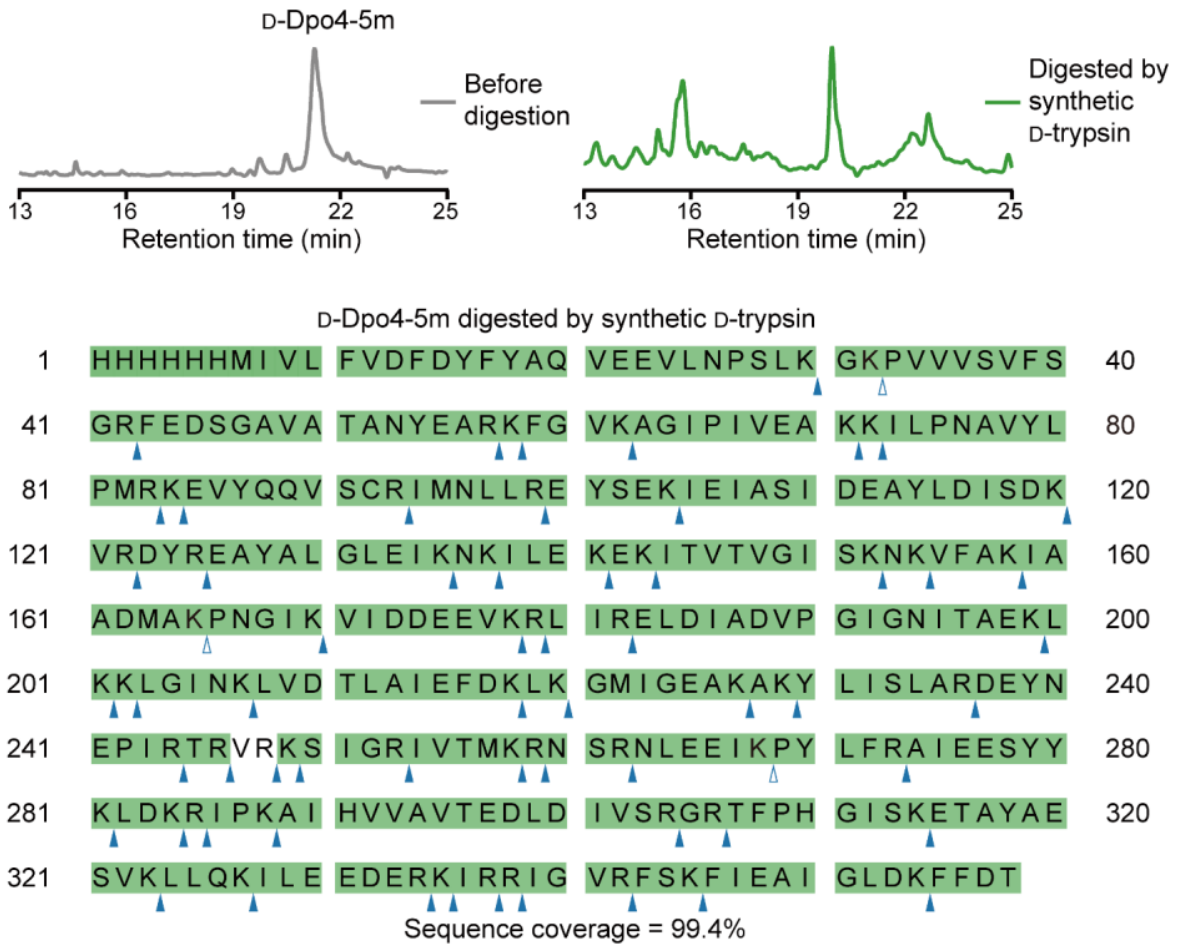 D-Dpo4-5m
Before
digestion
Digested by
synthetic
D-trypsin
13 16 19 22 25
Retention time (min)
13 16 19 22 25
Retention time (min)
D-Dpo4-5m digested by synthetic D-trypsin
1 HHHHHHMIVL FVDFDYFYAQ VEEVLNPSLK GKPVVVSVFS 40
41 GRFEDSGAVA TANYEARKFG VKAGIPIVEA KKILPNAVYL 80
81 PMRKEVYQQV SCRIMNLLRE YSEKIEIASI DEAYLDISDK 120
121 VRDYREAYAL GLEIKNKILE KEKITVTVGI SKNKVFAKIA 160
161 ADMAKPNGIK VIDDEEVKRL IRELDIADVP GIGNITAEKL 200
201 KKLGINKLVD TLAIEFDKLK GMIGEAKAKY LISLARDEYN 240
241 EPIRTRVRKS IGRIVTMKRN SRNLEEIKPY LFRAIEESYY 280
281 KLDKRIPKAI HVVAVTEDLD IVSRGRTFPH GISKETAYAE 320
321 SVKLLQKILE EDERKIRRIG VRFSKFIEAI GLDKFFDT
Sequence coverage = 99.4%